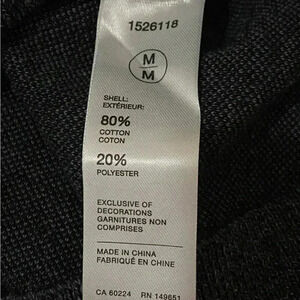 1526118
M
M
SHELL:
EXTÉRIEUR:
80%
COTTON
COTON
20%
POLYESTER
EXCLUSIVE OF
DECORATIONS
GARNITURES NON
COMPRISES
MADE IN CHINA
FABRIQUÉ EN CHINE
CA 60224 RN 149651